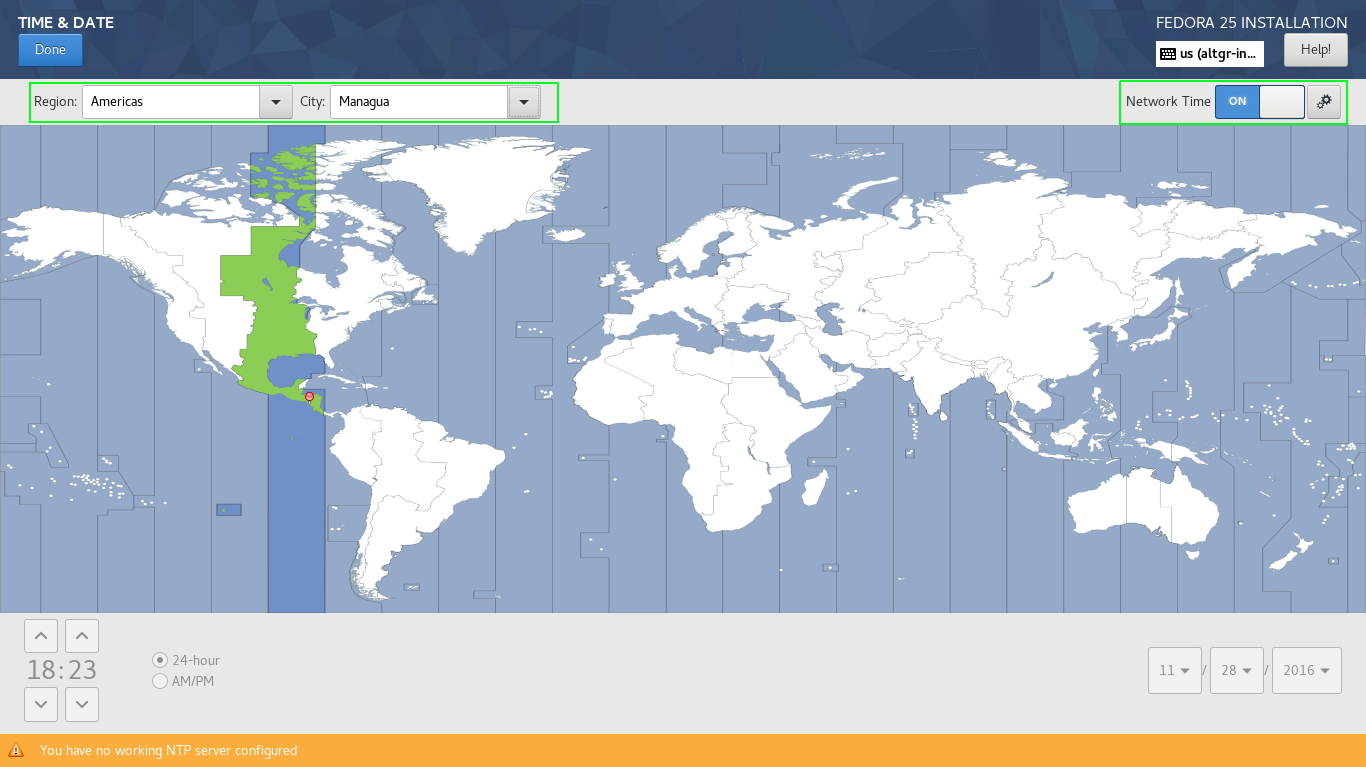 TIME & DATE
FEDORA 25 INSTALLATION
Done
us (altgr-in...
Help!
Region: Americas City: Managua
Network Time ON
18:23
24-hour
AM/PM
11 / 28 / 2016
You have no working NTP server configured